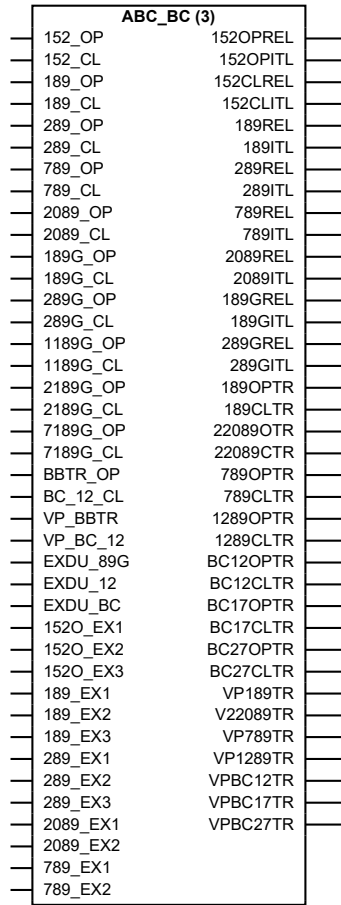 ABC_BC (3)
152_OP 152OPREL
152_CL 152OPITL
189_OP 152CLREL
189_CL 152CLITL
289_OP 189REL
289_CL 189ITL
789_OP 289REL
789_CL 289ITL
2089_OP 789REL
2089_CL 789ITL
189G_OP 2089REL
189G_CL 2089ITL
289G_OP 189GREL
289G_CL 189GITL
1189G_OP 289GREL
1189G_CL 289GITL
2189G_OP 189OPTR
2189G_CL 189CLTR
7189G_OP 22089OTR
7189G_CL 22089CTR
BBTR_OP 789OPTR
BC_12_CL 789CLTR
VP_BBTR 1289OPTR
VP_BC_12 1289CLTR
EXDU_89G BC12OPTR
EXDU_12 BC12CLTR
EXDU_BC BC17OPTR
152O_EX1 BC17CLTR
152O_EX2 BC27OPTR
152O_EX3 BC27CLTR
189_EX1 VP189TR
189_EX2 V22089TR
189_EX3 VP789TR
289_EX1 VP1289TR
289_EX2 VPBC12TR
289_EX3 VPBC17TR
2089_EX1 VPBC27TR
2089_EX2
789_EX1
789_EX2